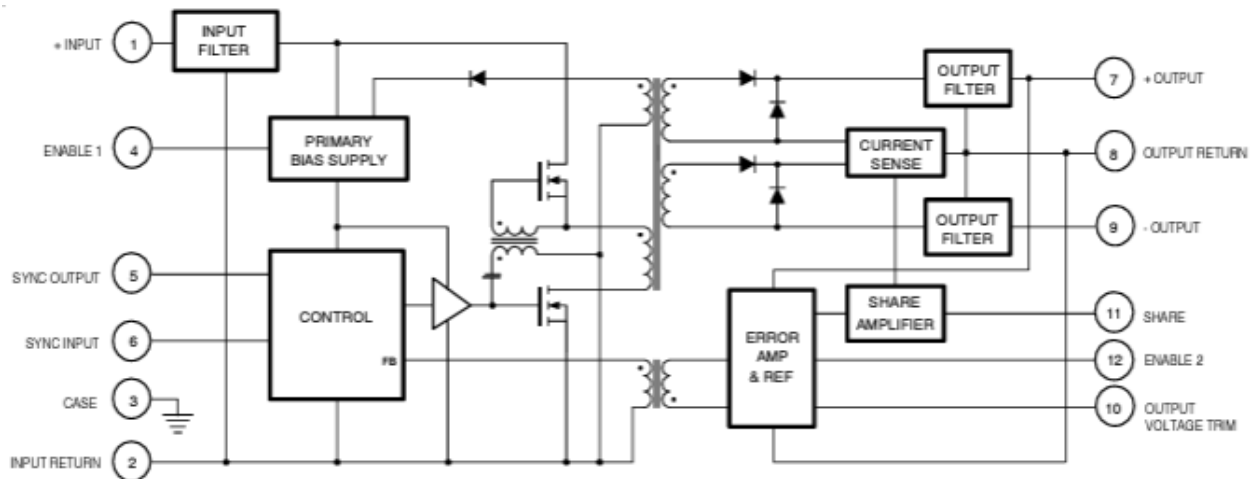 + INPUT
1
INPUT
FILTER
ENABLE 1
4
PRIMARY
BIAS SUPPLY
SYNC OUTPUT
5
SYNC INPUT
6
CONTROL
FB
CASE
3
INPUT RETURN
2
OUTPUT
FILTER
7
+ OUTPUT
CURRENT
SENSE
8
OUTPUT RETURN
OUTPUT
FILTER
9
- OUTPUT
ERROR
AMP
& REF
SHARE
AMPLIFIER
11
SHARE
12
ENABLE 2
10
OUTPUT
VOLTAGE TRIM